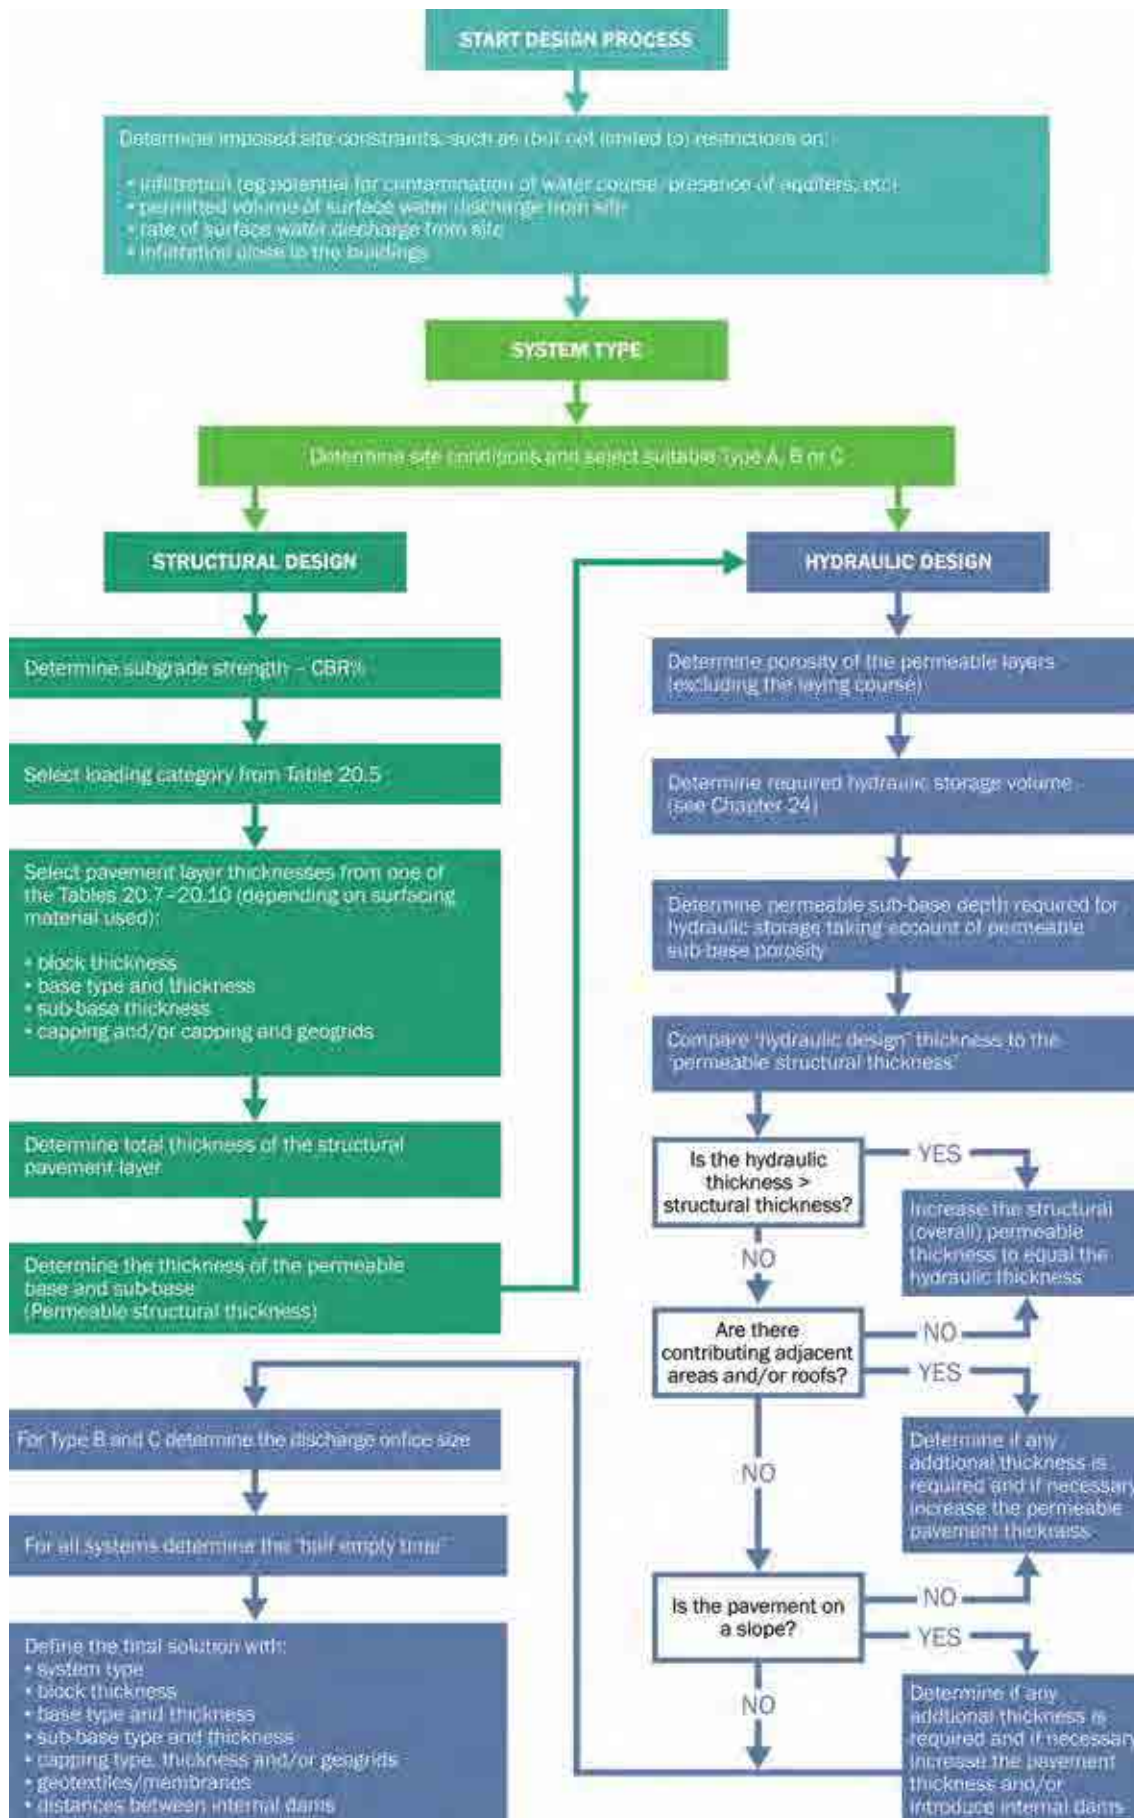 START DESIGN PROCESS
Determine imposed site constraints, such as (but not limited to) restrictions on:
• infiltration (eg potential for contamination of water course, presence of aquifers, etc)
• permitted volume of surface water discharge from site
• rate of surface water discharge from site
• infiltration close to the buildings
SYSTEM TYPE
Determine site conditions and select suitable Type A, B or C
STRUCTURAL DESIGN
Determine subgrade strength – CBR%
Select loading category from Table 20.5
Select pavement layer thicknesses from one of
the Tables 20.7–20.10 (depending on surfacing
material used):
• block thickness
• base type and thickness
• sub-base thickness
• capping and/or capping and geogrids
Determine total thickness of the structural
pavement layer
Determine the thickness of the permeable
base and sub-base
(Permeable structural thickness)
HYDRAULIC DESIGN
Determine porosity of the permeable layers
(excluding the laying course)
Determine required hydraulic storage volume
(see Chapter 24)
Determine permeable sub-base depth required for
hydraulic storage taking account of permeable
sub-base porosity
Compare 'hydraulic design' thickness to the
'permeable structural thickness'
Is the hydraulic
thickness >
structural thickness?
YES
Increase the structural
(overall) permeable
thickness to equal the
hydraulic thickness
NO
Are there
contributing adjacent
areas and/or roofs?
NO
YES
Determine if any
addtional thickness is
required and if necessary
increase the permeable
pavement thickness
NO
Is the pavement on
a slope?
NO
YES
Determine if any
addtional thickness is
required and if necessary
increase the pavement
thickness and/or
introduce internal dams
NO
For Type B and C determine the discharge orifice size
For all systems determine the 'half empty time'
Define the final solution with:
• system type
• block thickness
• base type and thickness
• sub-base type and thickness
• capping type, thickness and/or geogrids
• geotextiles/membranes
• distances between internal dams